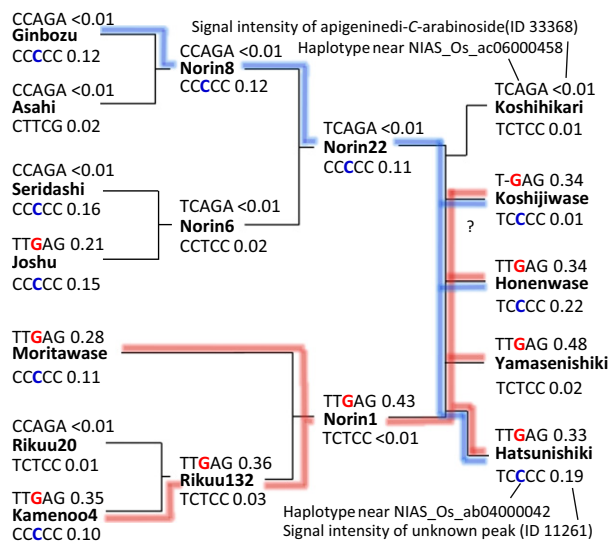 Signal intensity of apigeninedi-C-arabinoside(ID 33368)
Haplotype near NIAS_Os_ac06000458
CCAGA <0.01
Ginbozu
CCCCC 0.12
CCAGA <0.01
Asahi
CTTCG 0.02
CCAGA <0.01
Norin8
CCCCC 0.12
CCAGA <0.01
Seridashi
CCCCC 0.16
TTGAG 0.21
Joshu
CCCCC 0.15
TCAGA <0.01
Norin6
CCTCC 0.02
TCAGA <0.01
Norin22
CCCCC 0.11
TTGAG 0.28
Moritawase
CCCCC 0.11
CCAGA <0.01
Rikuu20
TCTCC 0.01
TTGAG 0.35
Kamenoo4
CCCCC 0.10
TTGAG 0.36
Rikuu132
TCTCC 0.03
TTGAG 0.43
Norin1
TCTCC <0.01
TCAGA <0.01
Koshihikari
TCTCC 0.01
T-GAG 0.34
Koshijiwase
TCCCC 0.01
?
TTGAG 0.34
Honenwase
TCCCC 0.22
TTGAG 0.48
Yamasenishiki
TCTCC 0.02
TTGAG 0.33
Hatsunishiki
TCCCC 0.19
Haplotype near NIAS_Os_ab04000042
Signal intensity of unknown peak (ID 11261)